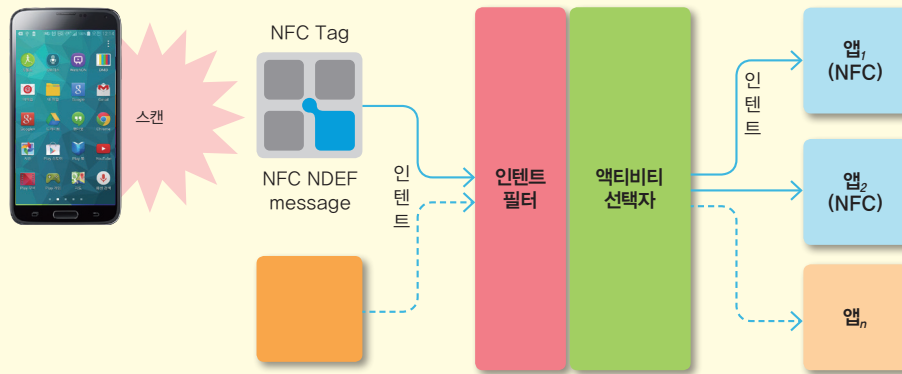 스캔
NFC Tag
NFC NDEF
message
인텐트
인텐트
필터
액티비티
선택자
인텐트
앱1
(NFC)
앱2
(NFC)
앱n